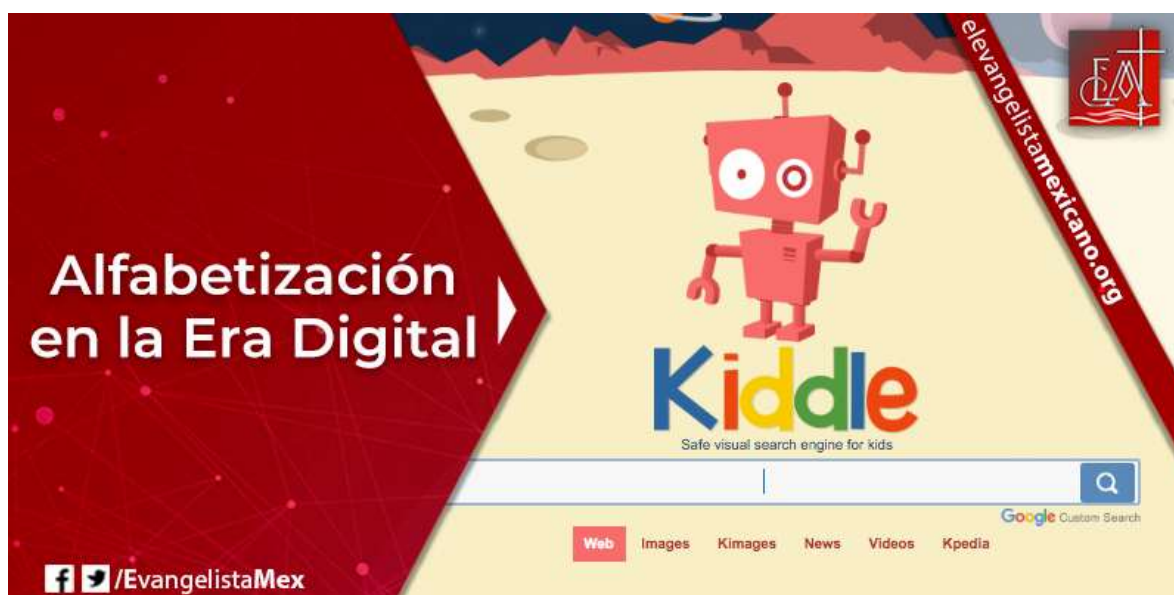 Alfabetización
en la Era Digital
/EvangelistaMex
elevangelistamexicano.org
EM
Kiddle
Safe visual search engine for kids
Google Custom Search
Web Images Kimages News Videos Kpedia